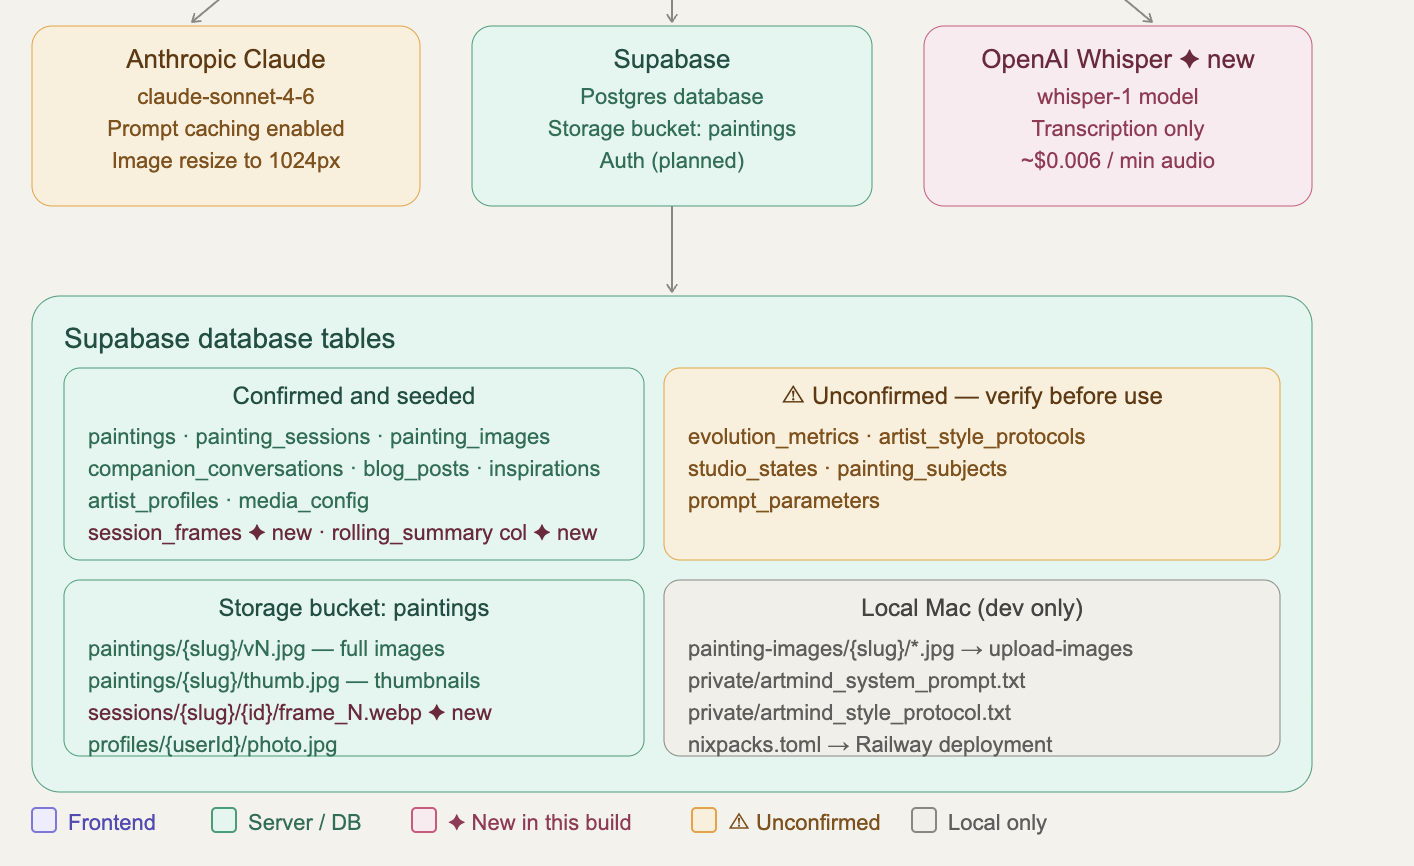 Anthropic Claude
claude-sonnet-4-6
Prompt caching enabled
Image resize to 1024px
Supabase
Postgres database
Storage bucket: paintings
Auth (planned)
OpenAI Whisper ✦ new
whisper-1 model
Transcription only
~$0.006 / min audio
Supabase database tables
Confirmed and seeded
paintings · painting_sessions · painting_images
companion_conversations · blog_posts · inspirations
artist_profiles · media_config
session_frames ✦ new · rolling_summary col ✦ new
⚠ Unconfirmed — verify before use
evolution_metrics · artist_style_protocols
studio_states · painting_subjects
prompt_parameters
Storage bucket: paintings
paintings/{slug}/vN.jpg — full images
paintings/{slug}/thumb.jpg — thumbnails
sessions/{slug}/{id}/frame_N.webp ✦ new
profiles/{userId}/photo.jpg
Local Mac (dev only)
painting-images/{slug}/*.jpg → upload-images
private/artmind_system_prompt.txt
private/artmind_style_protocol.txt
nixpacks.toml → Railway deployment
Frontend
Server / DB
✦ New in this build
⚠ Unconfirmed
Local only